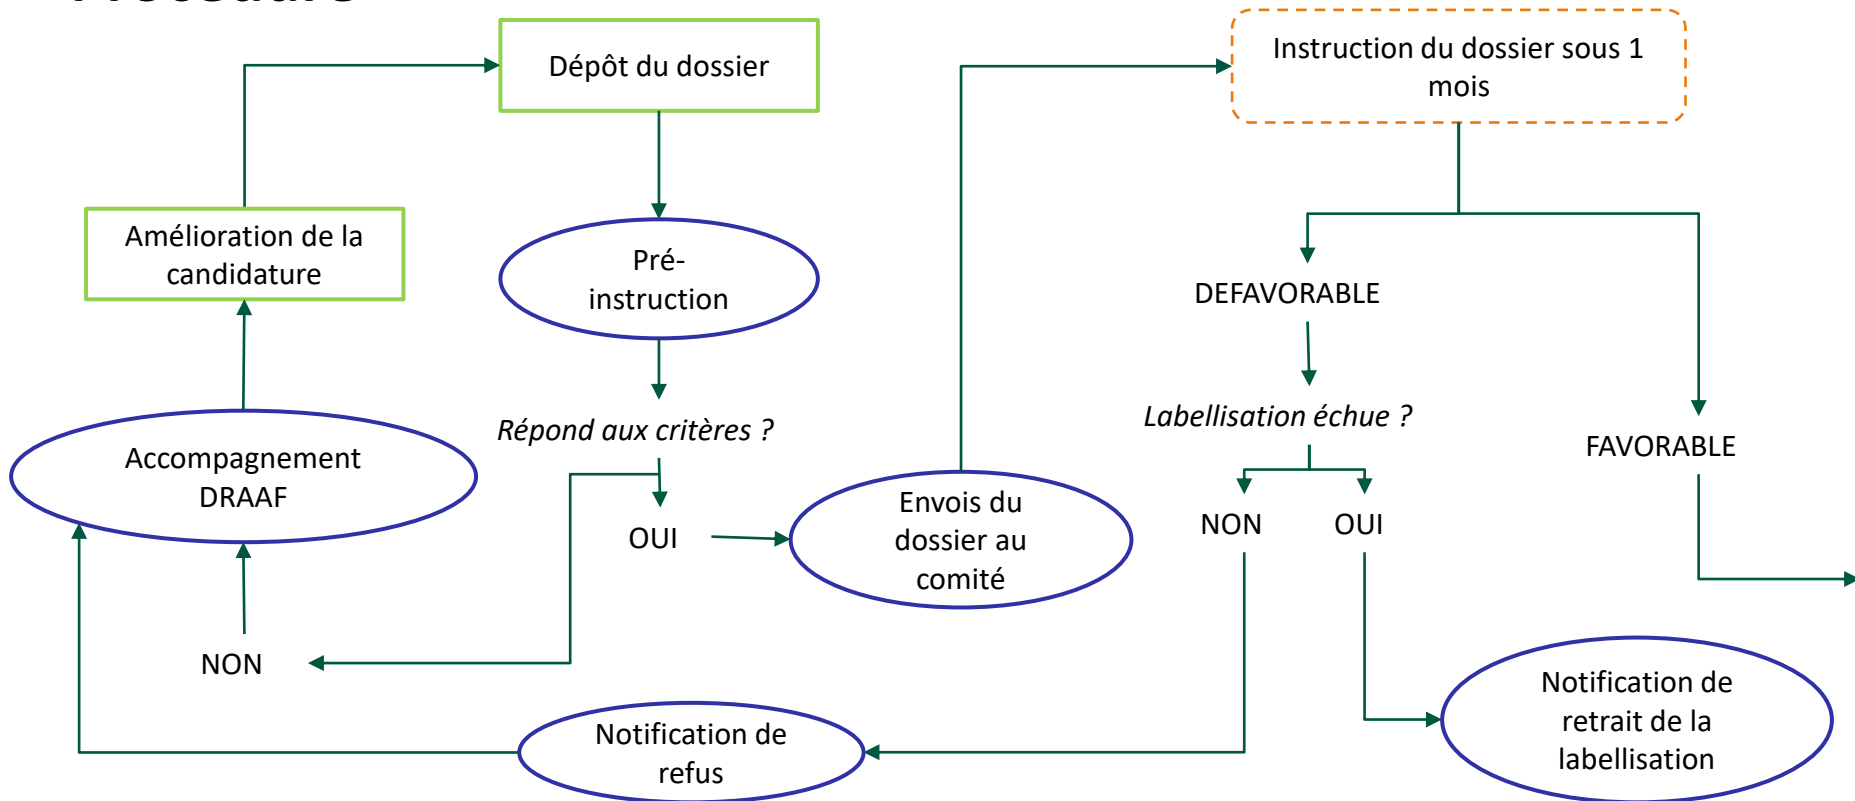 Procédure
Dépôt du dossier
Instruction du dossier sous 1
mois
Amélioration de la
candidature
Pré-
instruction
DEFAVORABLE
Répond aux critères ?
Labellisation échue ?
FAVORABLE
Accompagnement
DRAAF
OUI
Envois du
dossier au
comité
NON
OUI
NON
Notification de
refus
Notification de
retrait de la
labellisation